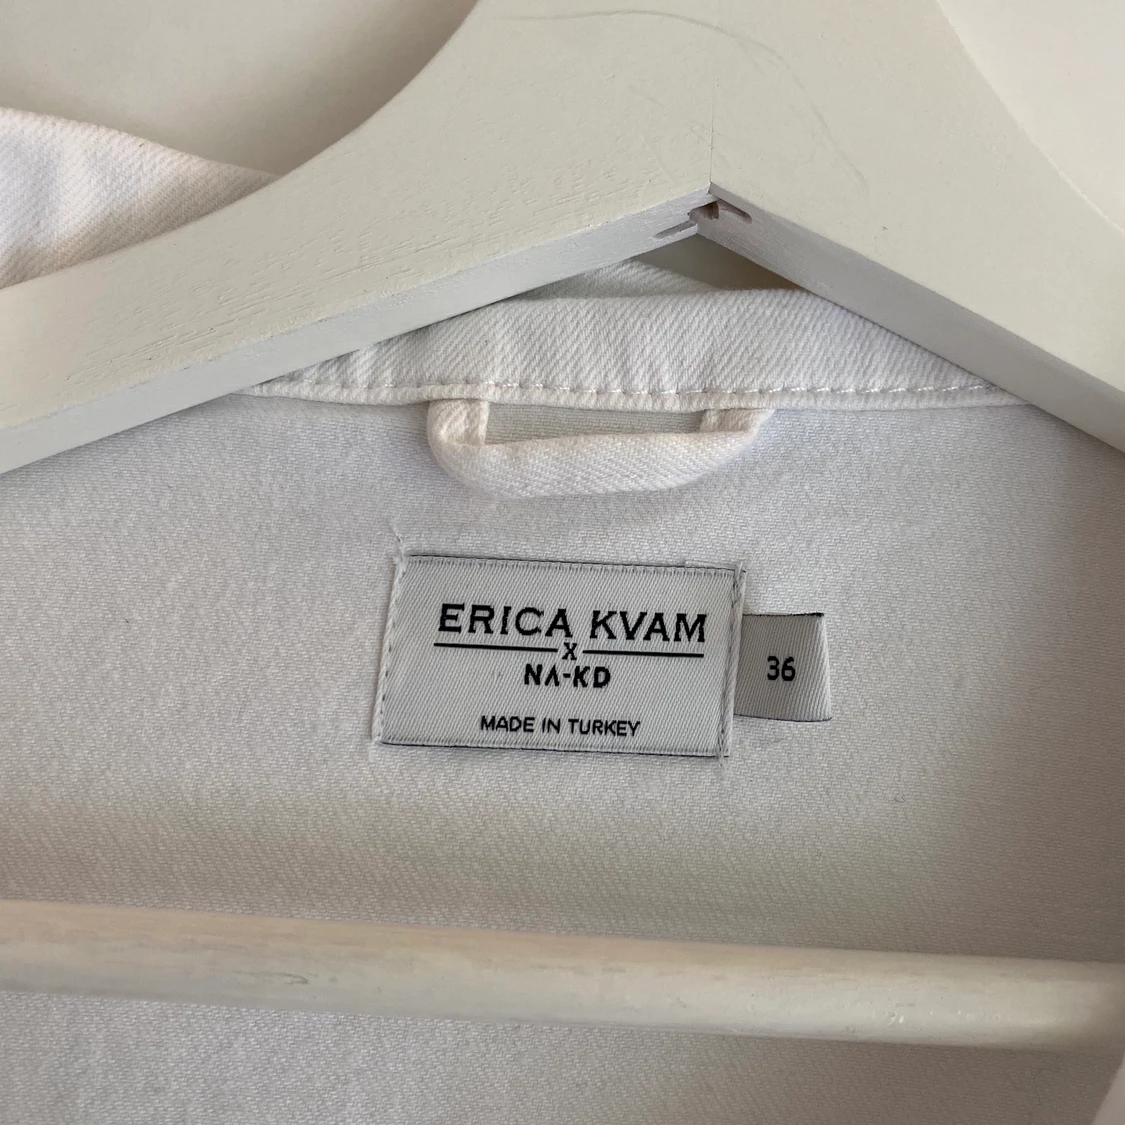 ERICA KVAM
X
NA-KD
MADE IN TURKEY
36